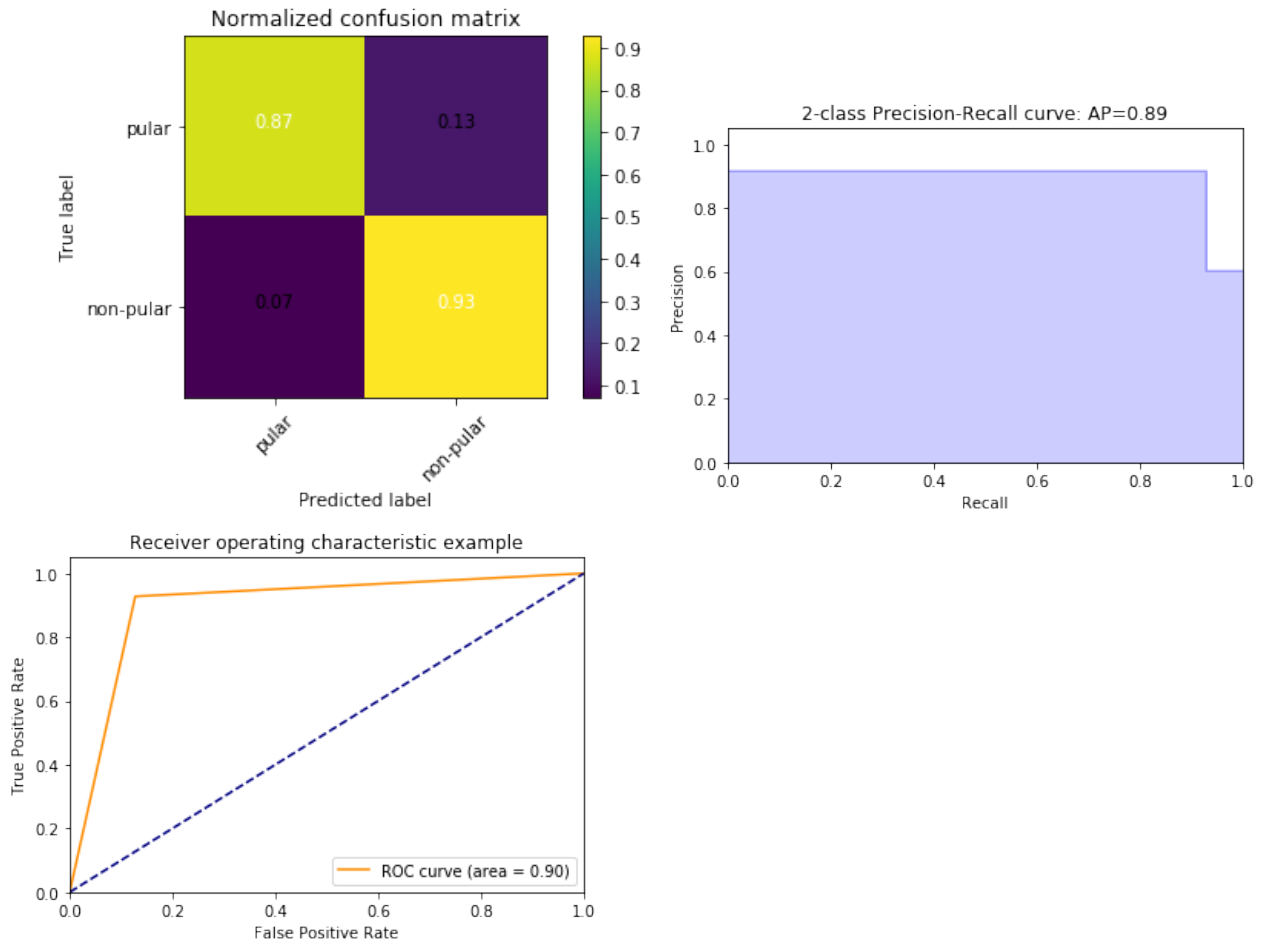 Normalized confusion matrix
True label
pular
non-pular
0.87 0.13
0.07 0.93
pular
non-pular
Predicted label
0.9
0.8
0.7
0.6
0.5
0.4
0.3
0.2
0.1
2-class Precision-Recall curve: AP=0.89
Precision
1.0
0.8
0.6
0.4
0.2
0.0
0.0 0.2 0.4 0.6 0.8 1.0
Recall
Receiver operating characteristic example
True Positive Rate
1.0
0.8
0.6
0.4
0.2
0.0
ROC curve (area = 0.90)
0.0 0.2 0.4 0.6 0.8 1.0
False Positive Rate